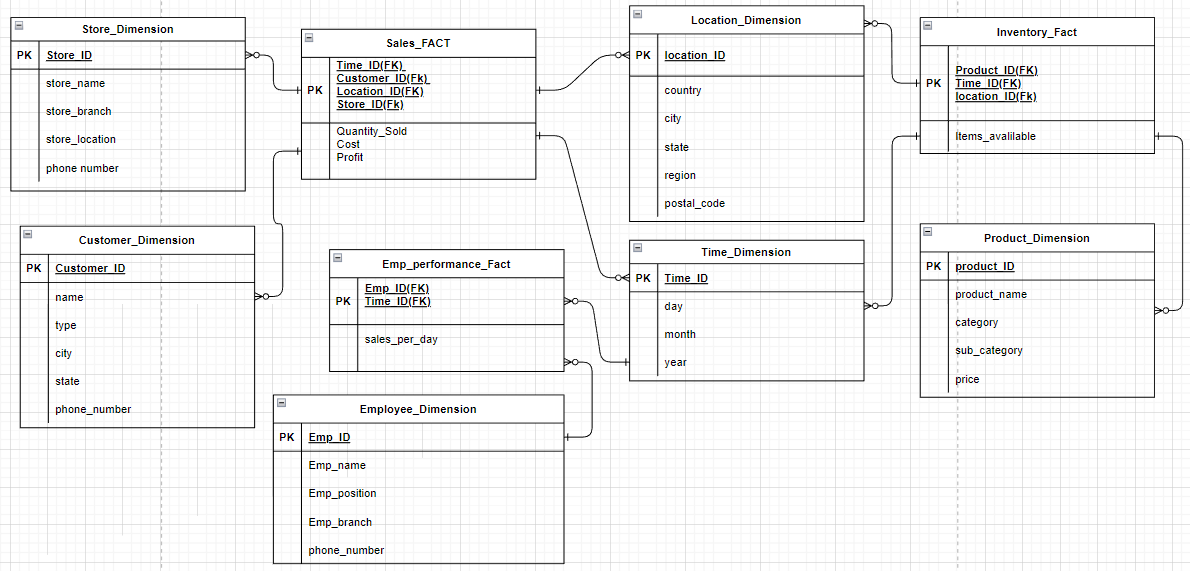 Store_Dimension
PK Store_ID
store_name
store_branch
store_location
phone number
Sales_FACT
PK
Time_ID(FK)
Customer_ID(Fk)
Location_ID(FK)
Store_ID(Fk)
Quantity_Sold
Cost
Profit
Location_Dimension
PK location_ID
country
city
state
region
postal_code
Inventory_Fact
PK
Product_ID(FK)
Time_ID(FK)
location_ID(Fk)
Items_avalilable
Customer_Dimension
PK Customer_ID
name
type
city
state
phone_number
Emp_performance_Fact
PK
Emp_ID(FK)
Time_ID(FK)
sales_per_day
Time_Dimension
PK Time_ID
day
month
year
Product_Dimension
PK product_ID
product_name
category
sub_category
price
Employee_Dimension
PK Emp_ID
Emp_name
Emp_position
Emp_branch
phone_number